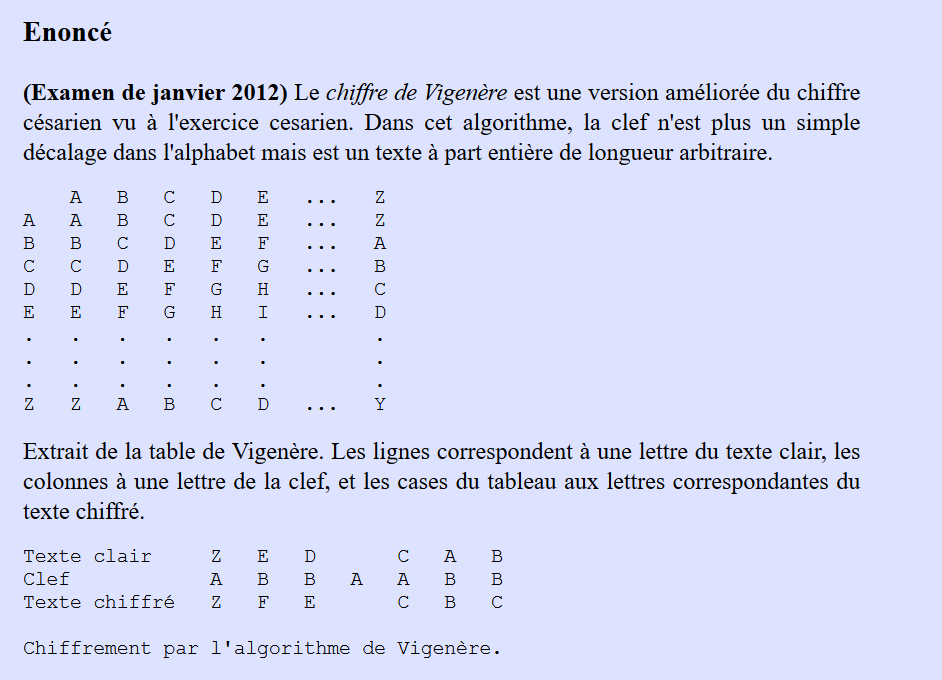 Enoncé
(Examen de janvier 2012) Le chiffre de Vigenère est une version améliorée du chiffre
césarien vu à l'exercice cesarien. Dans cet algorithme, la clef n'est plus un simple
décalage dans l'alphabet mais est un texte à part entière de longueur arbitraire.
A B C D E ... Z
A A B C D E ... Z
B B C D E F ... A
C C D E F G ... B
D D E F G H ... C
E E F G H I ... D
. . . . . . .
. . . . . . .
. . . . . . .
Z Z A B C D ... Y
Extrait de la table de Vigenère. Les lignes correspondent à une lettre du texte clair, les
colonnes à une lettre de la clef, et les cases du tableau aux lettres correspondantes du
texte chiffré.
Texte clair Z E D C A B
Clef A B B A A B B
Texte chiffré Z F E C B C
Chiffrement par l'algorithme de Vigenère.